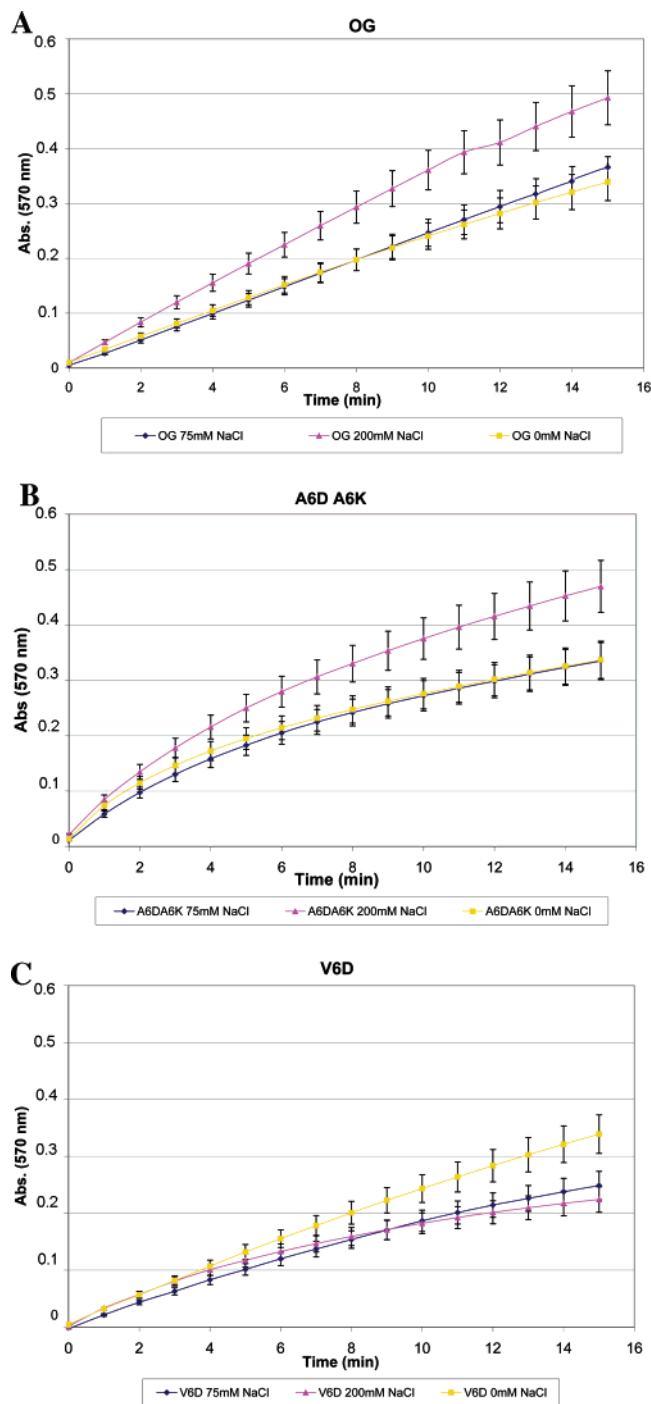 A
OG
0.6
0.5
0.4
0.3
0.2
0.1
0
Abs. (570 nm)
0 2 4 6 8 10 12 14 16
Time (min)
OG 75mM NaCl OG 200mM NaCl OG 0mM NaCl
B
A6D A6K
0.6
0.5
0.4
0.3
0.2
0.1
0
Abs (570 nm)
0 2 4 6 8 10 12 14 16
Time (min)
A6DA6K 75mM NaCl A6DA6K 200mM NaCl A6DA6K 0mM NaCl
C
V6D
0.6
0.5
0.4
0.3
0.2
0.1
0
Abs. (570 nm)
0 2 4 6 8 10 12 14 16
Time (min)
V6D 75mM NaCl V6D 200mM NaCl V6D 0mM NaCl